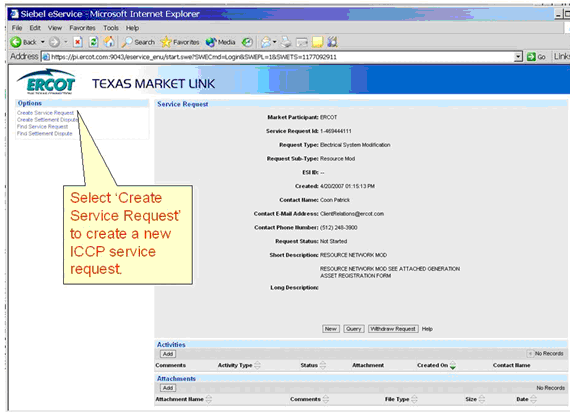 Siebel eService - Microsoft Internet Explorer
File Edit View Favorites Tools Help
Back Search Favorites Media
Address https://pi.ercot.com:9043/eservice_enu/start.swe?SWECmd=Login&SWEPL=1&SWETS=1177092911 Go Links
ERCOT TEXAS MARKET LINK
Options
Create Service Request
Create Settlement Dispute
Find Service Request
Find Settlement Dispute
Select 'Create Service Request' to create a new ICCP service request.
Service Request
Market Participant: ERCOT
Service Request Id: 1-469444111
Request Type: Electrical System Modification
Request Sub-Type: Resource Mod
ESI ID: --
Created: 4/20/2007 01:15:13 PM
Contact Name: Coon Patrick
Contact E-Mail Address: ClientRelations@ercot.com
Contact Phone Number: (512) 248-3900
Request Status: Not Started
Short Description: RESOURCE NETWORK MOD
RESOURCE NETWORK MOD SEE ATTACHED GENERATION
ASSET REGISTRATION FORM
Long Description:
New Query Withdraw Request Help
Activities
Add No Records
Comments Activity Type Status Attachment Created On Contact Name
Attachments
Add No Records
Attachment Name Comments File Type Size Date